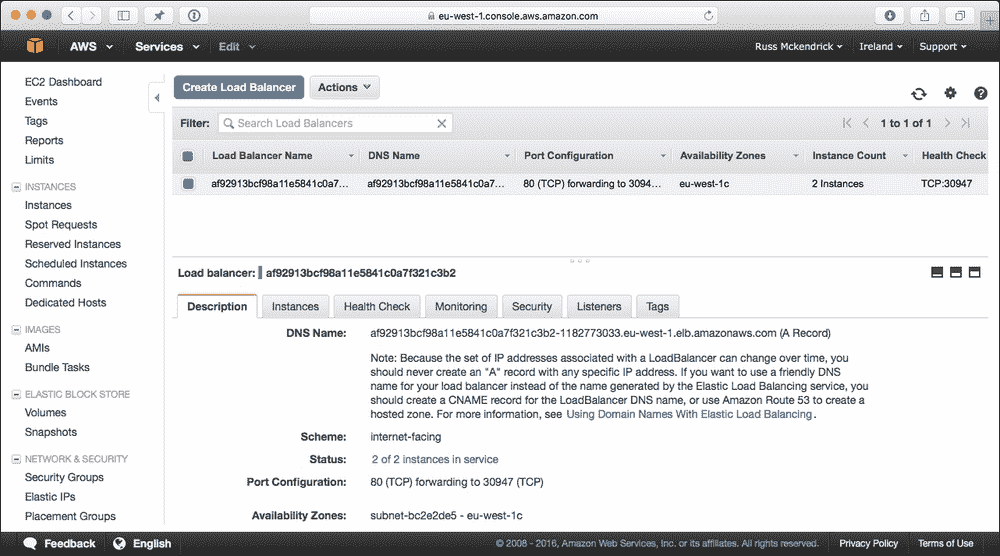 eu-west-1.console.aws.amazon.com
AWS Services Edit Russ Mckendrick Ireland Support
EC2 Dashboard
Events
Tags
Reports
Limits
INSTANCES
Instances
Spot Requests
Reserved Instances
Scheduled Instances
Commands
Dedicated Hosts
IMAGES
AMIs
Bundle Tasks
ELASTIC BLOCK STORE
Volumes
Snapshots
NETWORK & SECURITY
Security Groups
Elastic IPs
Placement Groups
Create Load Balancer Actions
Filter: Search Load Balancers 1 to 1 of 1
Load Balancer Name DNS Name Port Configuration Availability Zones Instance Count Health Check
af92913bcf98a11e5841c0a7... af92913bcf98a11e5841c0a7... 80 (TCP) forwarding to 3094... eu-west-1c 2 Instances TCP:30947
Load balancer: af92913bcf98a11e5841c0a7f321c3b2
Description Instances Health Check Monitoring Security Listeners Tags
DNS Name: af92913bcf98a11e5841c0a7f321c3b2-1182773033.eu-west-1.elb.amazonaws.com (A Record)
Note: Because the set of IP addresses associated with a LoadBalancer can change over time, you
should never create an "A" record with any specific IP address. If you want to use a friendly DNS
name for your load balancer instead of the name generated by the Elastic Load Balancing service, you
should create a CNAME record for the LoadBalancer DNS name, or use Amazon Route 53 to create a
hosted zone. For more information, see Using Domain Names With Elastic Load Balancing.
Scheme: internet-facing
Status: 2 of 2 instances in service
Port Configuration: 80 (TCP) forwarding to 30947 (TCP)
Availability Zones: subnet-bc2e2de5 - eu-west-1c
Feedback English © 2008 - 2016, Amazon Web Services, Inc. or its affiliates. All rights reserved. Privacy Policy Terms of Use